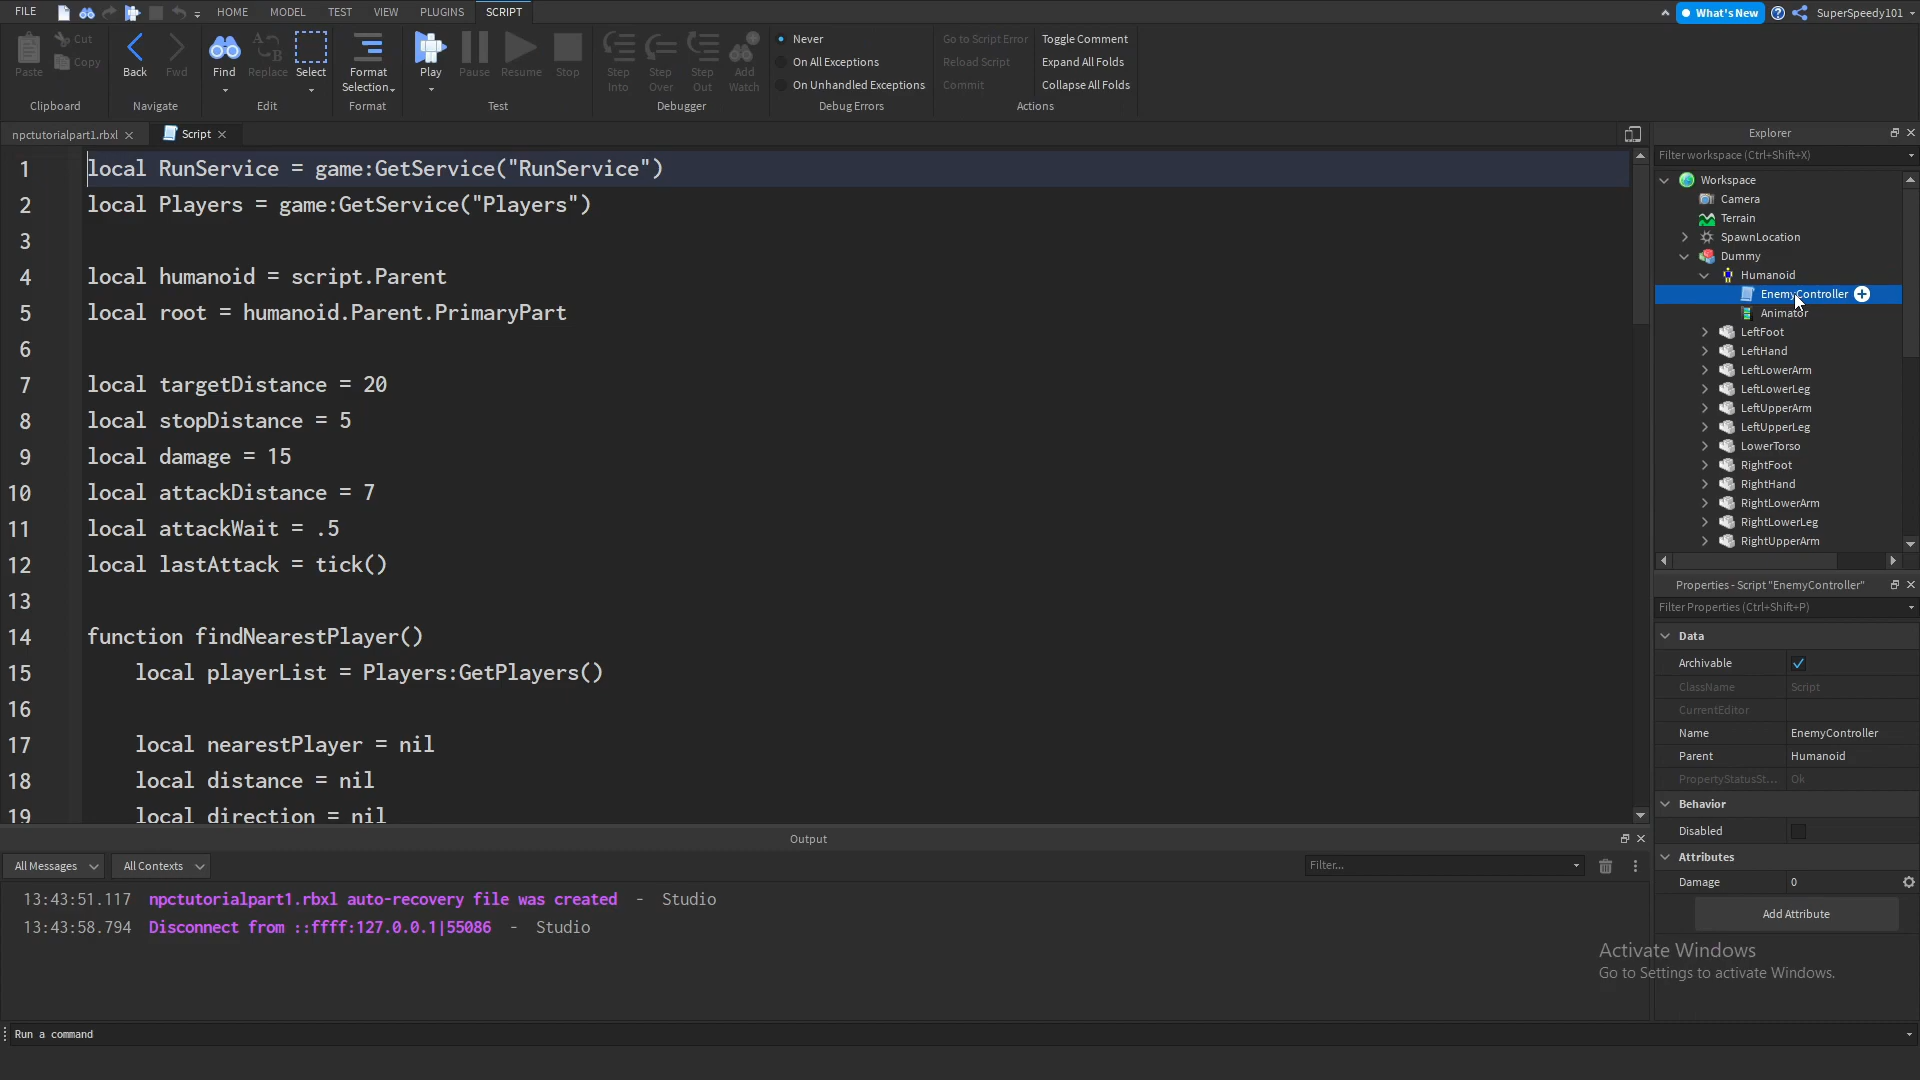 FILE HOME MODEL TEST VIEW PLUGINS SCRIPT What's New SuperSpeedy101
Paste Cut Copy Clipboard
Back Fwd Navigate
Find Replace Select Edit
Format Selection Format
Play Pause Resume Stop Test
Step Into Step Over Step Out Add Watch Debugger
Never
On All Exceptions
On Unhandled Exceptions
Debug Errors
Go to Script Error Toggle Comment
Reload Script Expand All Folds
Commit Collapse All Folds
Actions
npctutorialpart1.rbxl Script
1 local RunService = game:GetService("RunService")
2 local Players = game:GetService("Players")
3
4 local humanoid = script.Parent
5 local root = humanoid.Parent.PrimaryPart
6
7 local targetDistance = 20
8 local stopDistance = 5
9 local damage = 15
10 local attackDistance = 7
11 local attackWait = .5
12 local lastAttack = tick()
13
14 function findNearestPlayer()
15 local playerList = Players:GetPlayers()
16
17 local nearestPlayer = nil
18 local distance = nil
19 local direction = nil
Explorer
Filter workspace (Ctrl+Shift+X)
Workspace
Camera
Terrain
SpawnLocation
Dummy
Humanoid
EnemyController
Animator
LeftFoot
LeftHand
LeftLowerArm
LeftLowerLeg
LeftUpperArm
LeftUpperLeg
LowerTorso
RightFoot
RightHand
RightLowerArm
RightLowerLeg
RightUpperArm
Properties - Script "EnemyController"
Filter Properties (Ctrl+Shift+P)
Data
Archivable
ClassName Script
CurrentEditor
Name EnemyController
Parent Humanoid
PropertyStatusSt... Ok
Behavior
Disabled
Attributes
Damage 0
Add Attribute
Output
All Messages All Contexts Filter...
13:43:51.117 npctutorialpart1.rbxl auto-recovery file was created - Studio
13:43:58.794 Disconnect from ::ffff:127.0.0.1|55086 - Studio
Activate Windows
Go to Settings to activate Windows.
Run a command